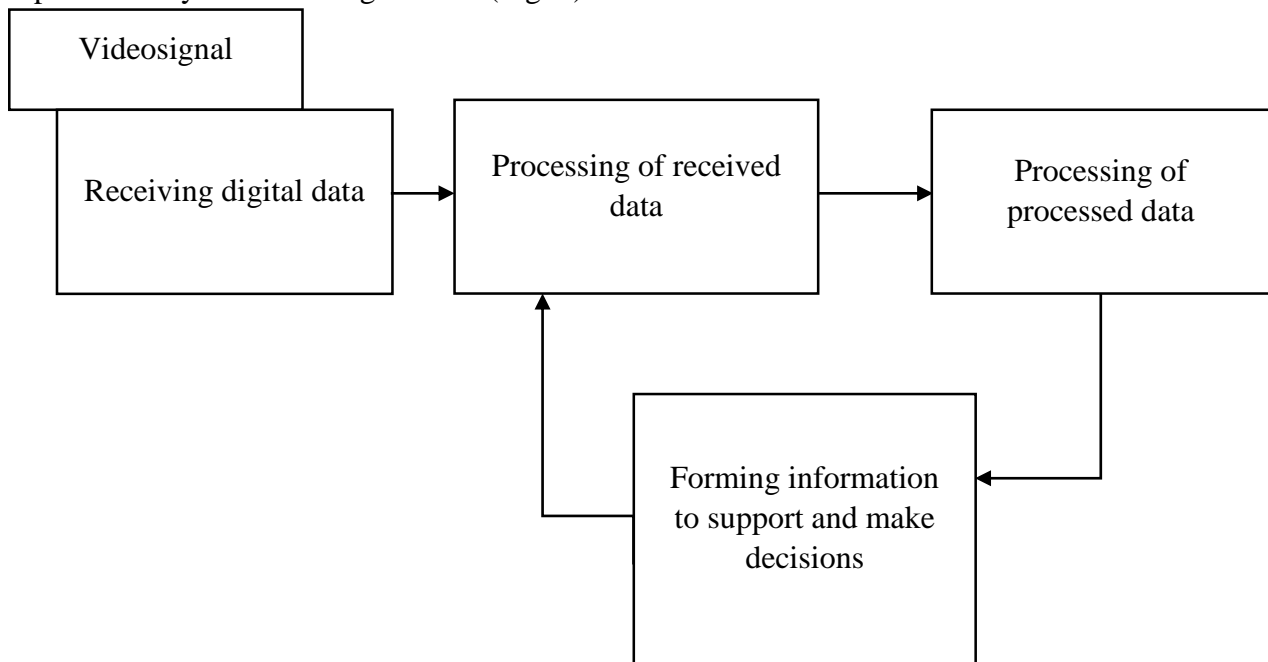 Videosignal
Receiving digital data
Processing of received
data
Processing of
processed data
Forming information
to support and make
decisions